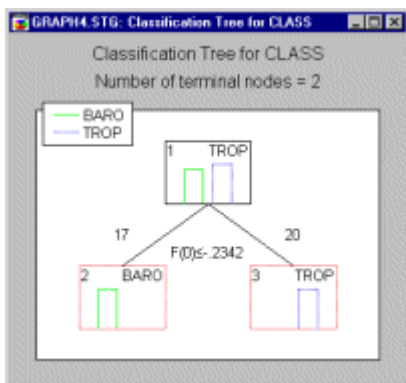 GRAPH4.STG: Classification Tree for CLASS
Classification Tree for CLASS
Number of terminal nodes = 2
BARO
TROP
1 TROP
17
20
F(0)≤-.2342
2 BARO
3 TROP